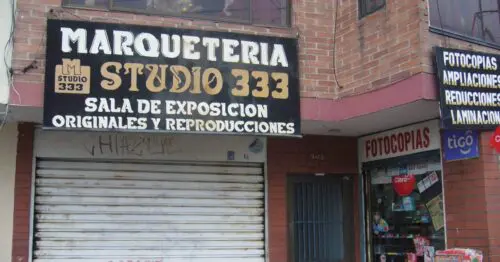 MARQUETERIA
M
STUDIO
333
STUDIO 333
SALA DE EXPOSICION
ORIGINALES Y REPRODUCCIONES
FOTOCOPIAS
AMPLIACIONES
REDUCCIONES
LAMINACION
tigo
FOTOCOPIAS